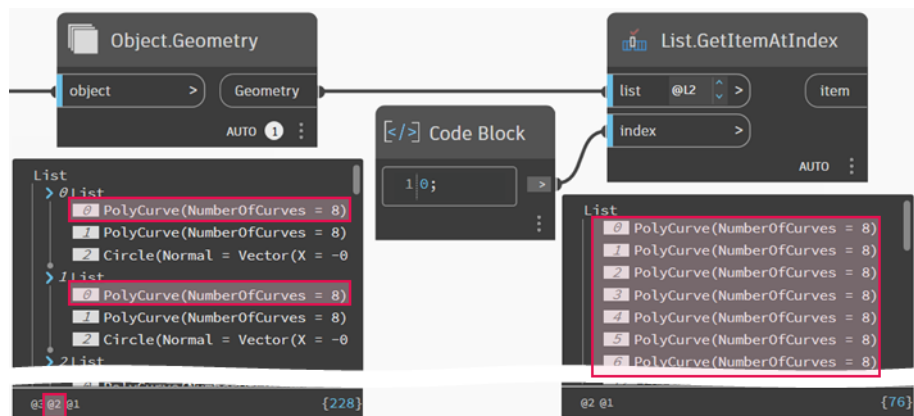 Object.Geometry
object >
Geometry >
AUTO 1
List
0 List
0 PolyCurve(NumberOfCurves = 8)
1 PolyCurve(NumberOfCurves = 8)
2 Circle(Normal = Vector(X = -0
1 List
0 PolyCurve(NumberOfCurves = 8)
1 PolyCurve(NumberOfCurves = 8)
2 Circle(Normal = Vector(X = -0
2 List
@3 @2 @1 {228}
[</>] Code Block
1 0;
>
List.GetItemAtIndex
list @L2 >
item
index >
AUTO
List
0 PolyCurve(NumberOfCurves = 8)
1 PolyCurve(NumberOfCurves = 8)
2 PolyCurve(NumberOfCurves = 8)
3 PolyCurve(NumberOfCurves = 8)
4 PolyCurve(NumberOfCurves = 8)
5 PolyCurve(NumberOfCurves = 8)
6 PolyCurve(NumberOfCurves = 8)
@2 @1 {76}